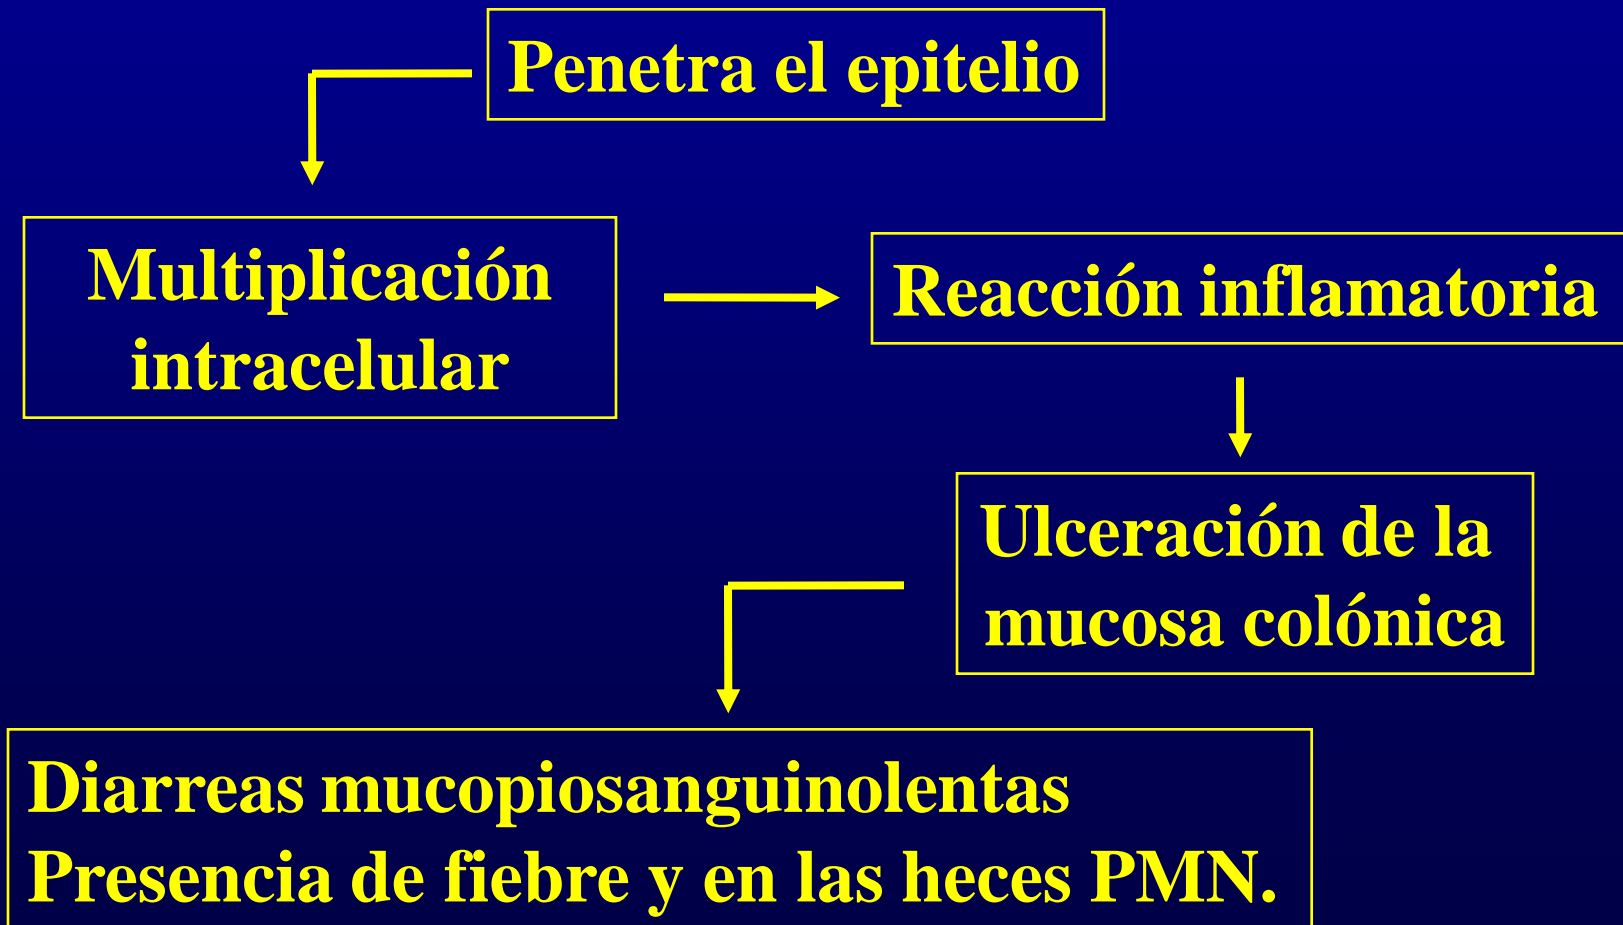 Penetra el epitelio
Multiplicación
intracelular
Reacción inflamatoria
Ulceración de la
mucosa colónica
Diarreas mucopiosanguinolentas
Presencia de fiebre y en las heces PMN.